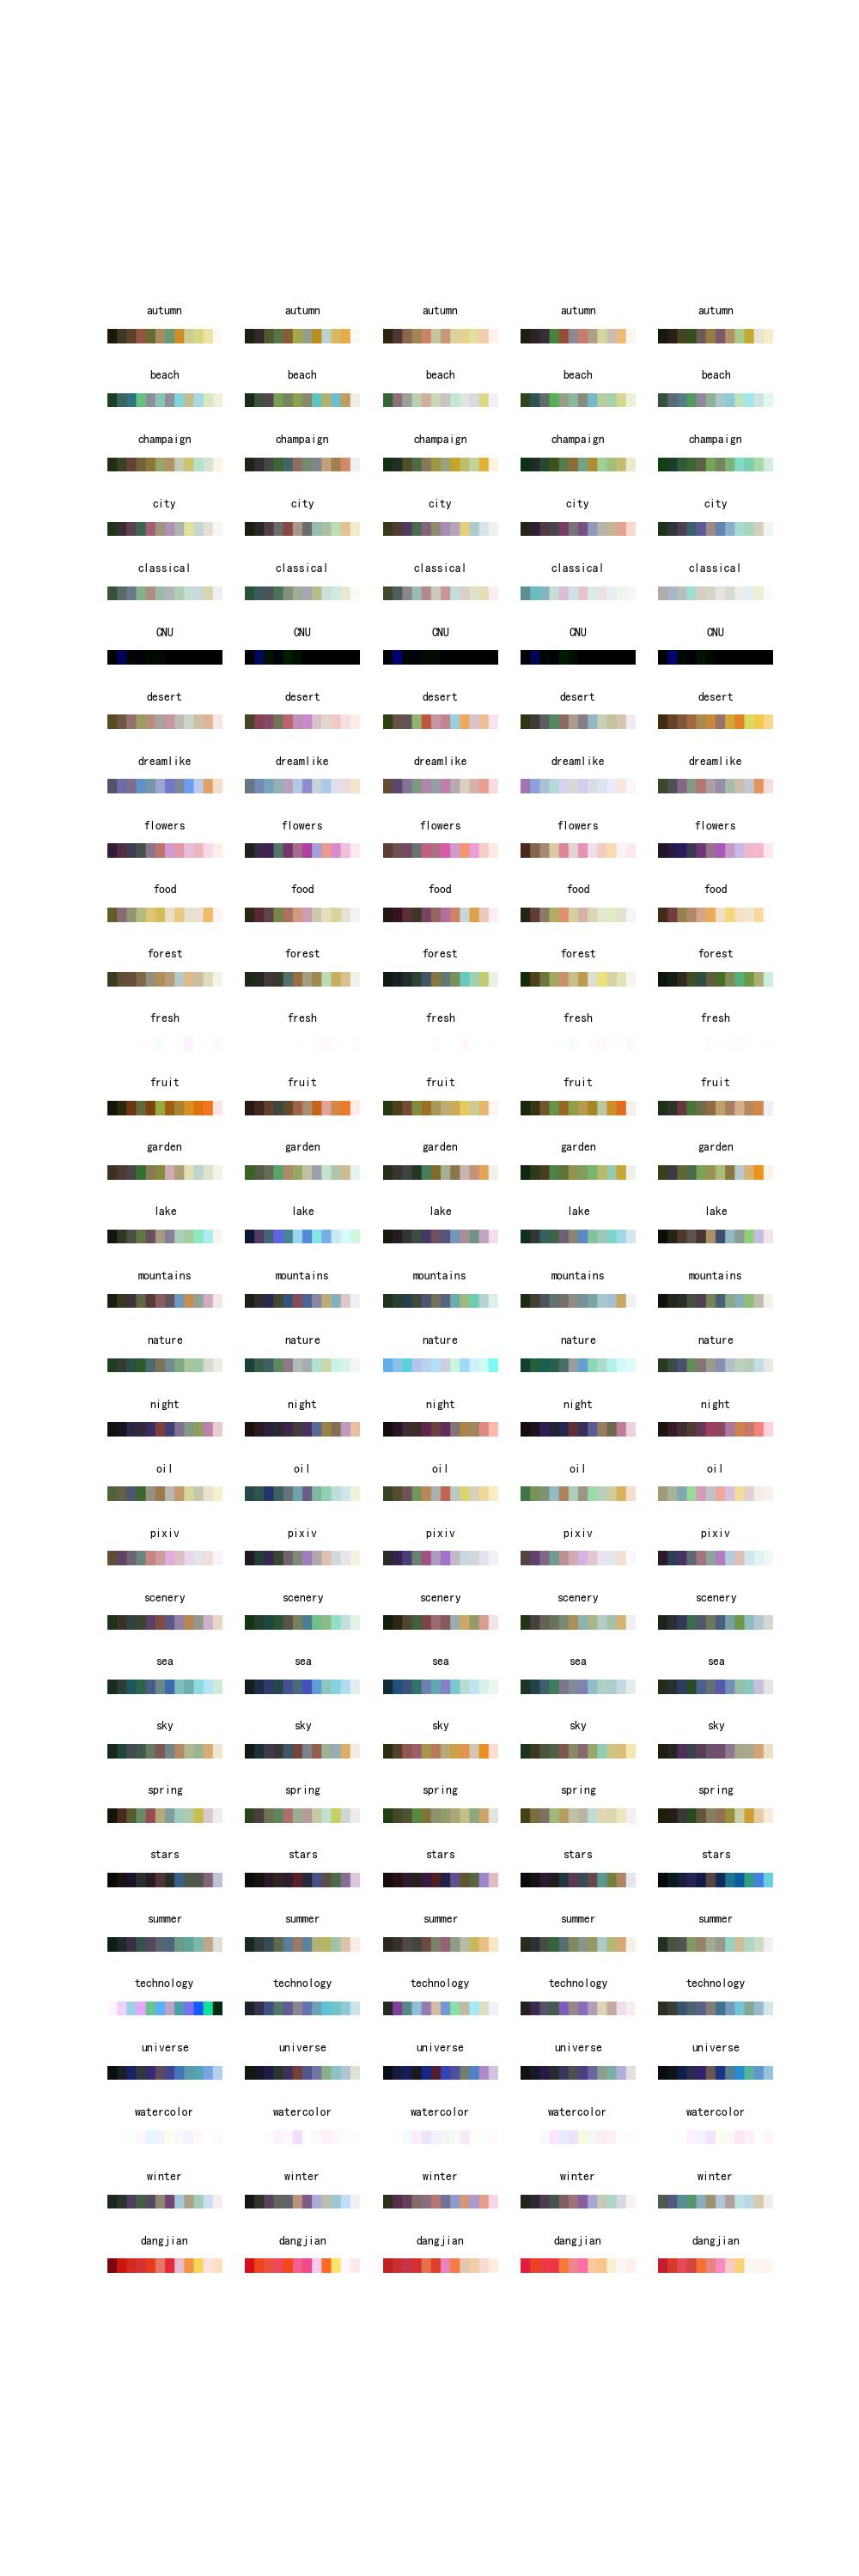 autumn autumn autumn autumn autumn
beach beach beach beach beach
champaign champaign champaign champaign champaign
city city city city city
classical classical classical classical classical
CNU CNU CNU CNU CNU
desert desert desert desert desert
dreamlike dreamlike dreamlike dreamlike dreamlike
flowers flowers flowers flowers flowers
food food food food food
forest forest forest forest forest
fresh fresh fresh fresh fresh
fruit fruit fruit fruit fruit
garden garden garden garden garden
lake lake lake lake lake
mountains mountains mountains mountains mountains
nature nature nature nature nature
night night night night night
oil oil oil oil oil
pixiv pixiv pixiv pixiv pixiv
scenery scenery scenery scenery scenery
sea sea sea sea sea
sky sky sky sky sky
spring spring spring spring spring
stars stars stars stars stars
summer summer summer summer summer
technology technology technology technology technology
universe universe universe universe universe
watercolor watercolor watercolor watercolor watercolor
winter winter winter winter winter
dangjian dangjian dangjian dangjian dangjian